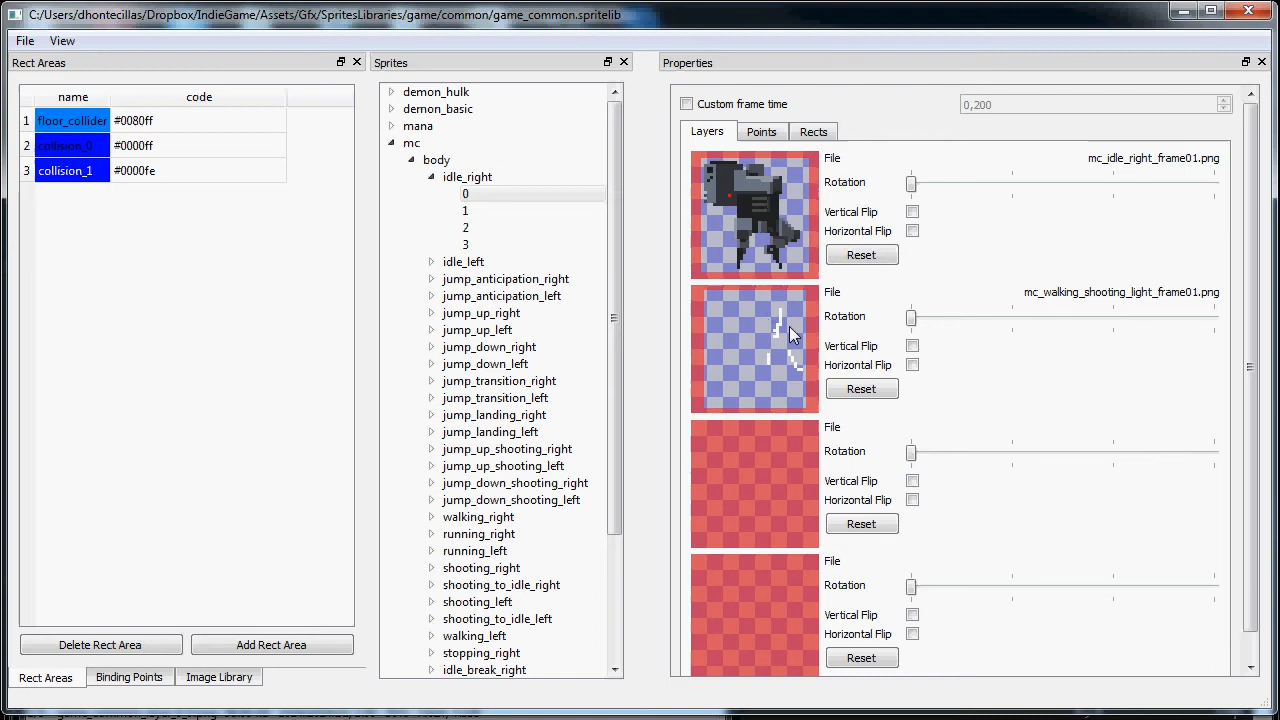 C:/Users/dhontecillas/Dropbox/IndieGame/Assets/Gfx/SpritesLibraries/game/common/game_common.spritelib
File View
Rect Areas
name code
1 floor_collider #0080ff
2 collision_0 #0000ff
3 collision_1 #0000fe
Delete Rect Area Add Rect Area
Rect Areas Binding Points Image Library
Sprites
demon_hulk
demon_basic
mana
mc
body
idle_right
0
1
2
3
idle_left
jump_anticipation_right
jump_anticipation_left
jump_up_right
jump_up_left
jump_down_right
jump_down_left
jump_transition_right
jump_transition_left
jump_landing_right
jump_landing_left
jump_up_shooting_right
jump_up_shooting_left
jump_down_shooting_right
jump_down_shooting_left
walking_right
running_right
running_left
shooting_right
shooting_to_idle_right
shooting_left
shooting_to_idle_left
walking_left
stopping_right
idle_break_right
Properties
Custom frame time 0,200
Layers Points Rects
File mc_idle_right_frame01.png
Rotation
Vertical Flip
Horizontal Flip
Reset
File mc_walking_shooting_light_frame01.png
Rotation
Vertical Flip
Horizontal Flip
Reset
File
Rotation
Vertical Flip
Horizontal Flip
Reset
File
Rotation
Vertical Flip
Horizontal Flip
Reset